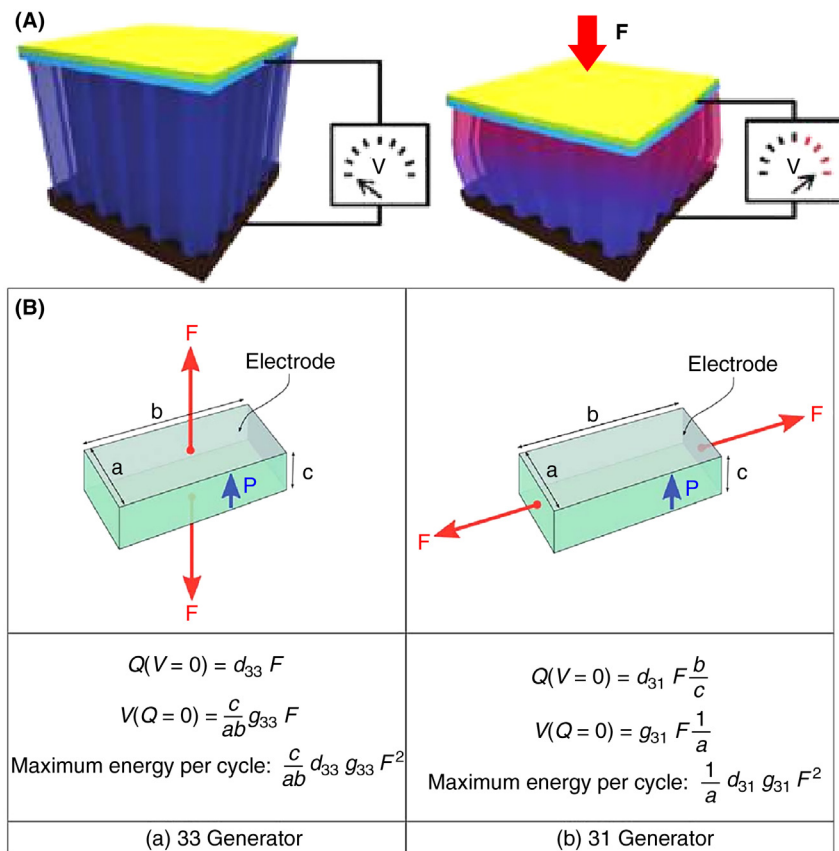 (A)
F
V
V
(B)
F
Electrode
b
a
c
P
F
Electrode
b
F
a
c
P
F
Q(V = 0) = d₃₃ F
V(Q = 0) = c/ab g₃₃ F
Maximum energy per cycle: c/ab d₃₃ g₃₃ F²
Q(V = 0) = d₃₁ F b/c
V(Q = 0) = g₃₁ F 1/a
Maximum energy per cycle: 1/a d₃₁ g₃₁ F²
(a) 33 Generator
(b) 31 Generator